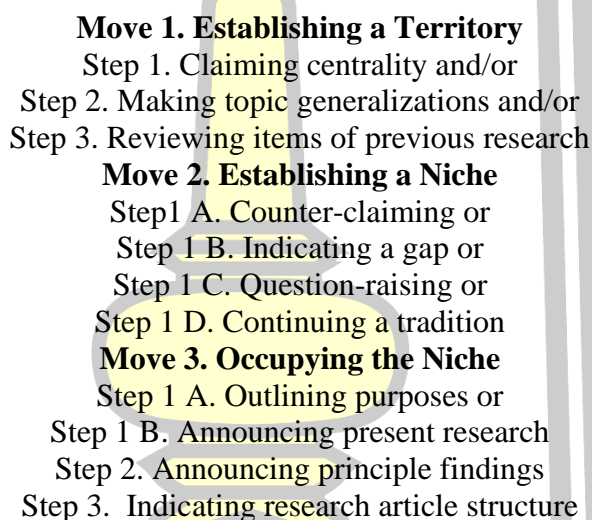 Move 1. Establishing a Territory
Step 1. Claiming centrality and/or
Step 2. Making topic generalizations and/or
Step 3. Reviewing items of previous research
Move 2. Establishing a Niche
Step1 A. Counter-claiming or
Step 1 B. Indicating a gap or
Step 1 C. Question-raising or
Step 1 D. Continuing a tradition
Move 3. Occupying the Niche
Step 1 A. Outlining purposes or
Step 1 B. Announcing present research
Step 2. Announcing principle findings
Step 3. Indicating research article structure